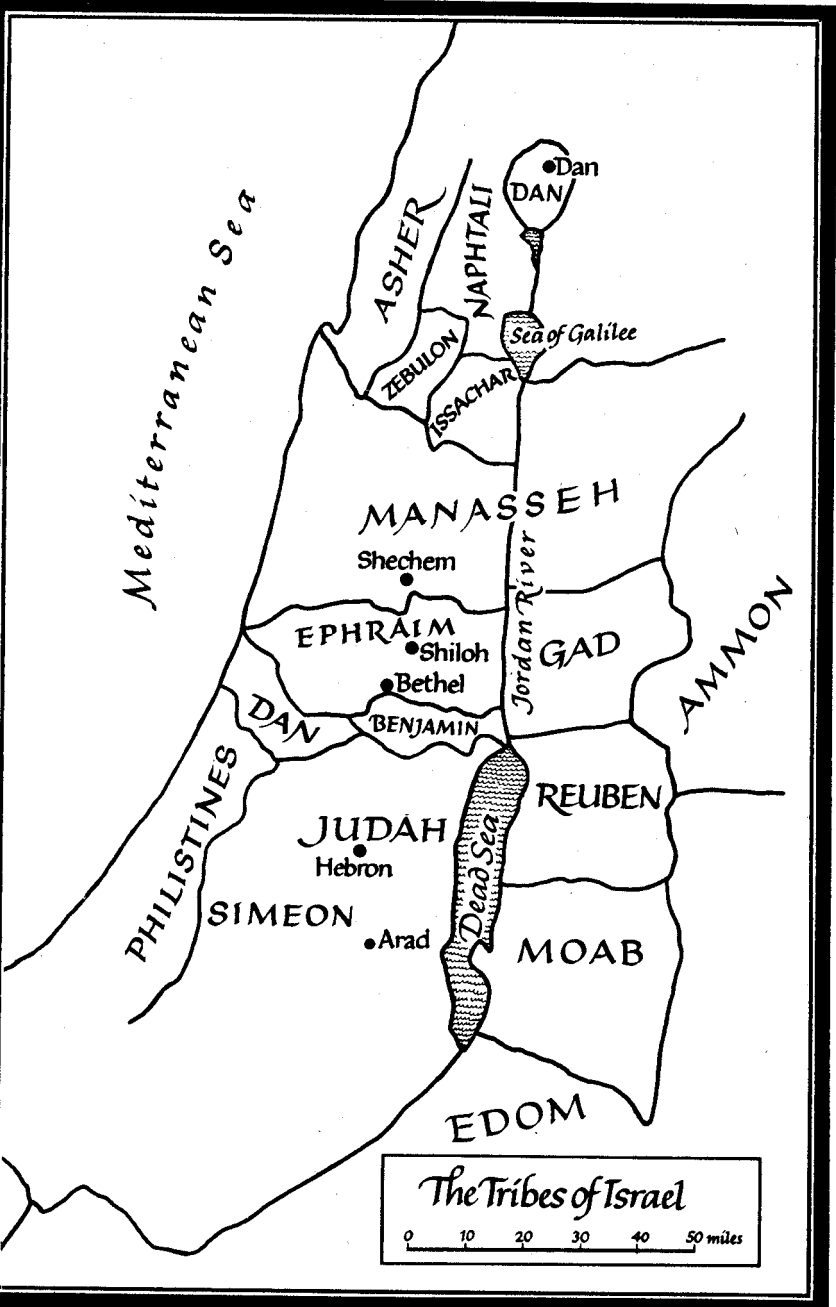 Dan
DAN
ASHER
NAPHTALI
Mediterranean Sea
Sea of Galilee
ZEBULON
ISSACHAR
MANASSEH
Shechem
Jordan River
EPHRAIM
Shiloh
GAD
AMMON
Bethel
DAN
BENJAMIN
PHILISTINES
REUBEN
JUDAH
Hebron
Dead Sea
SIMEON
Arad
MOAB
EDOM
The Tribes of Israel
0 10 20 30 40 50 miles